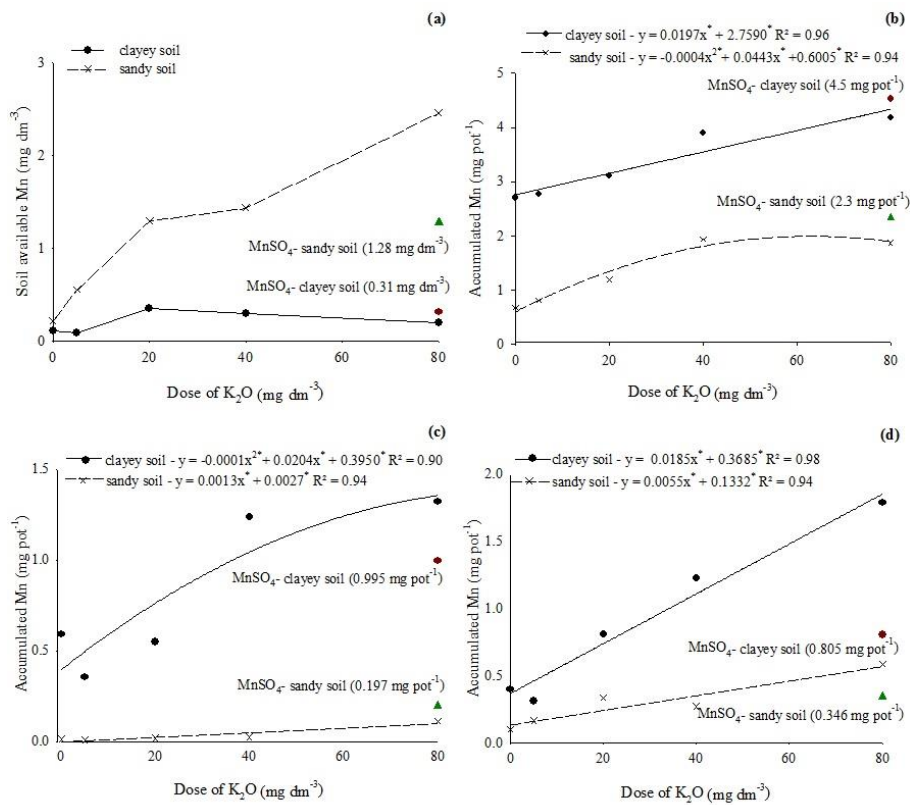 (a)
clayey soil
sandy soil
3
2
1
0
Soil available Mn (mg dm⁻³)
MnSO₄- sandy soil (1.28 mg dm⁻³)
MnSO₄- clayey soil (0.31 mg dm⁻³)
0 20 40 60 80
Dose of K₂O (mg dm⁻³)
(b)
clayey soil - y = 0.0197x* + 2.7590* R² = 0.96
sandy soil - y = -0.0004x²* + 0.0443x* +0.6005* R² = 0.94
MnSO₄- clayey soil (4.5 mg pot⁻¹)
5
4
3
2
1
0
Accumulated Mn (mg pot⁻¹)
MnSO₄- sandy soil (2.3 mg pot⁻¹)
0 20 40 60 80
Dose of K₂O (mg dm⁻³)
(c)
clayey soil - y = -0.0001x²* + 0.0204x* + 0.3950* R² = 0.90
sandy soil - y = 0.0013x* + 0.0027* R² = 0.94
1.5
1.0
0.5
0.0
Accumulated Mn (mg pot⁻¹)
MnSO₄- clayey soil (0.995 mg pot⁻¹)
MnSO₄- sandy soil (0.197 mg pot⁻¹)
0 20 40 60 80
Dose of K₂O (mg dm⁻³)
(d)
clayey soil - y = 0.0185x* + 0.3685* R² = 0.98
sandy soil - y = 0.0055x* + 0.1332* R² = 0.94
2.0
1.5
1.0
0.5
0.0
Accumulated Mn (mg pot⁻¹)
MnSO₄- clayey soil (0.805 mg pot⁻¹)
MnSO₄- sandy soil (0.346 mg pot⁻¹)
0 20 40 60 80
Dose of K₂O (mg dm⁻³)